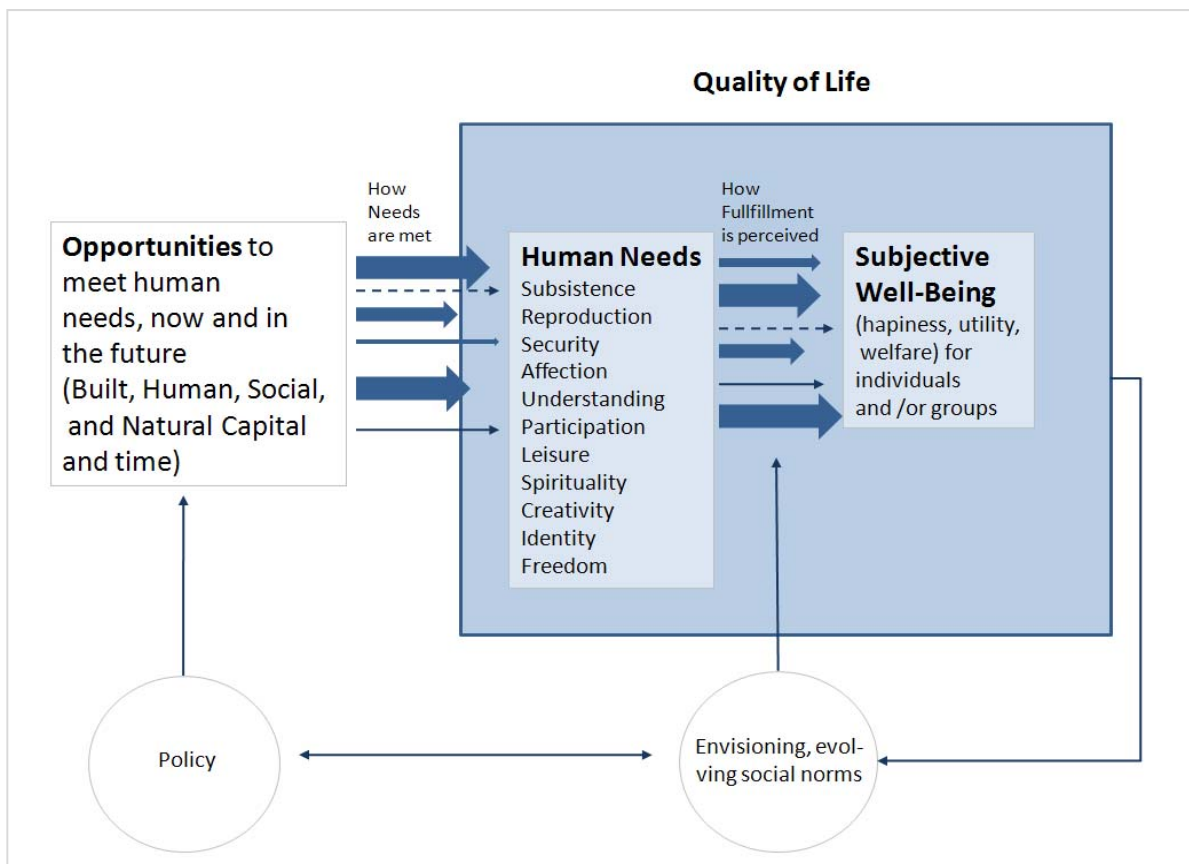 Quality of Life
How
Needs
are met
How
Fullfillment
is perceived
Opportunities to
meet human
needs, now and in
the future
(Built, Human, Social,
and Natural Capital
and time)
Human Needs
Subsistence
Reproduction
Security
Affection
Understanding
Participation
Leisure
Spirituality
Creativity
Identity
Freedom
Subjective
Well-Being
(hapiness, utility,
welfare) for
individuals
and /or groups
Policy
Envisioning, evol-
ving social norms